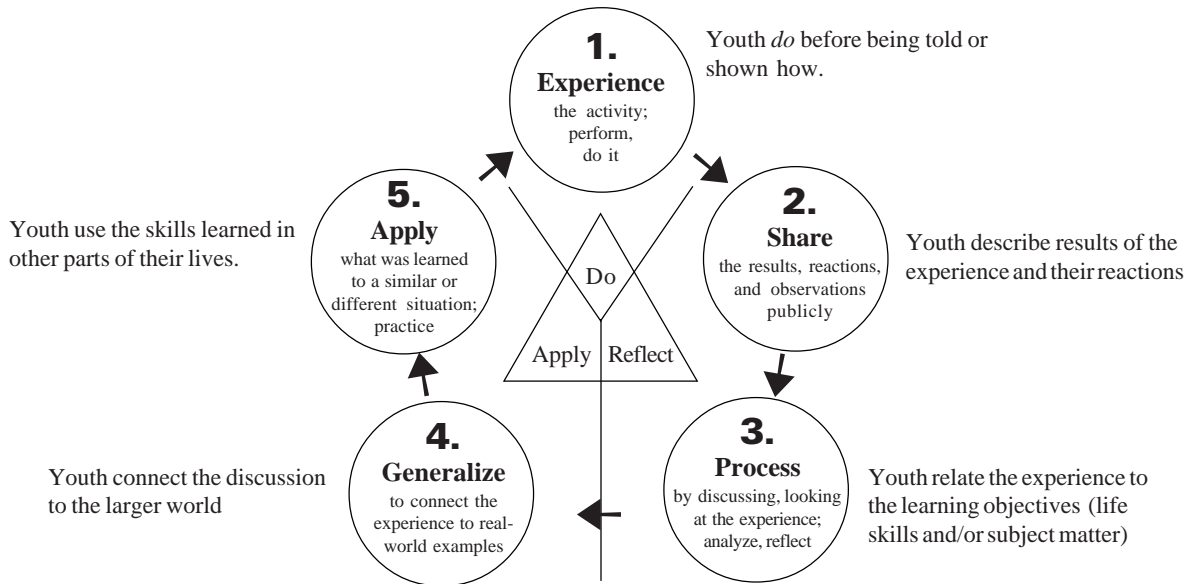 1.
Experience
the activity;
perform,
do it
Youth do before being told or
shown how.
2.
Share
the results, reactions,
and observations
publicly
Youth describe results of the
experience and their reactions
3.
Process
by discussing, looking
at the experience;
analyze, reflect
Youth relate the experience to
the learning objectives (life
skills and/or subject matter)
4.
Generalize
to connect the
experience to real-
world examples
Youth connect the discussion
to the larger world
5.
Apply
what was learned
to a similar or
different situation;
practice
Youth use the skills learned in
other parts of their lives.
Do
Apply
Reflect